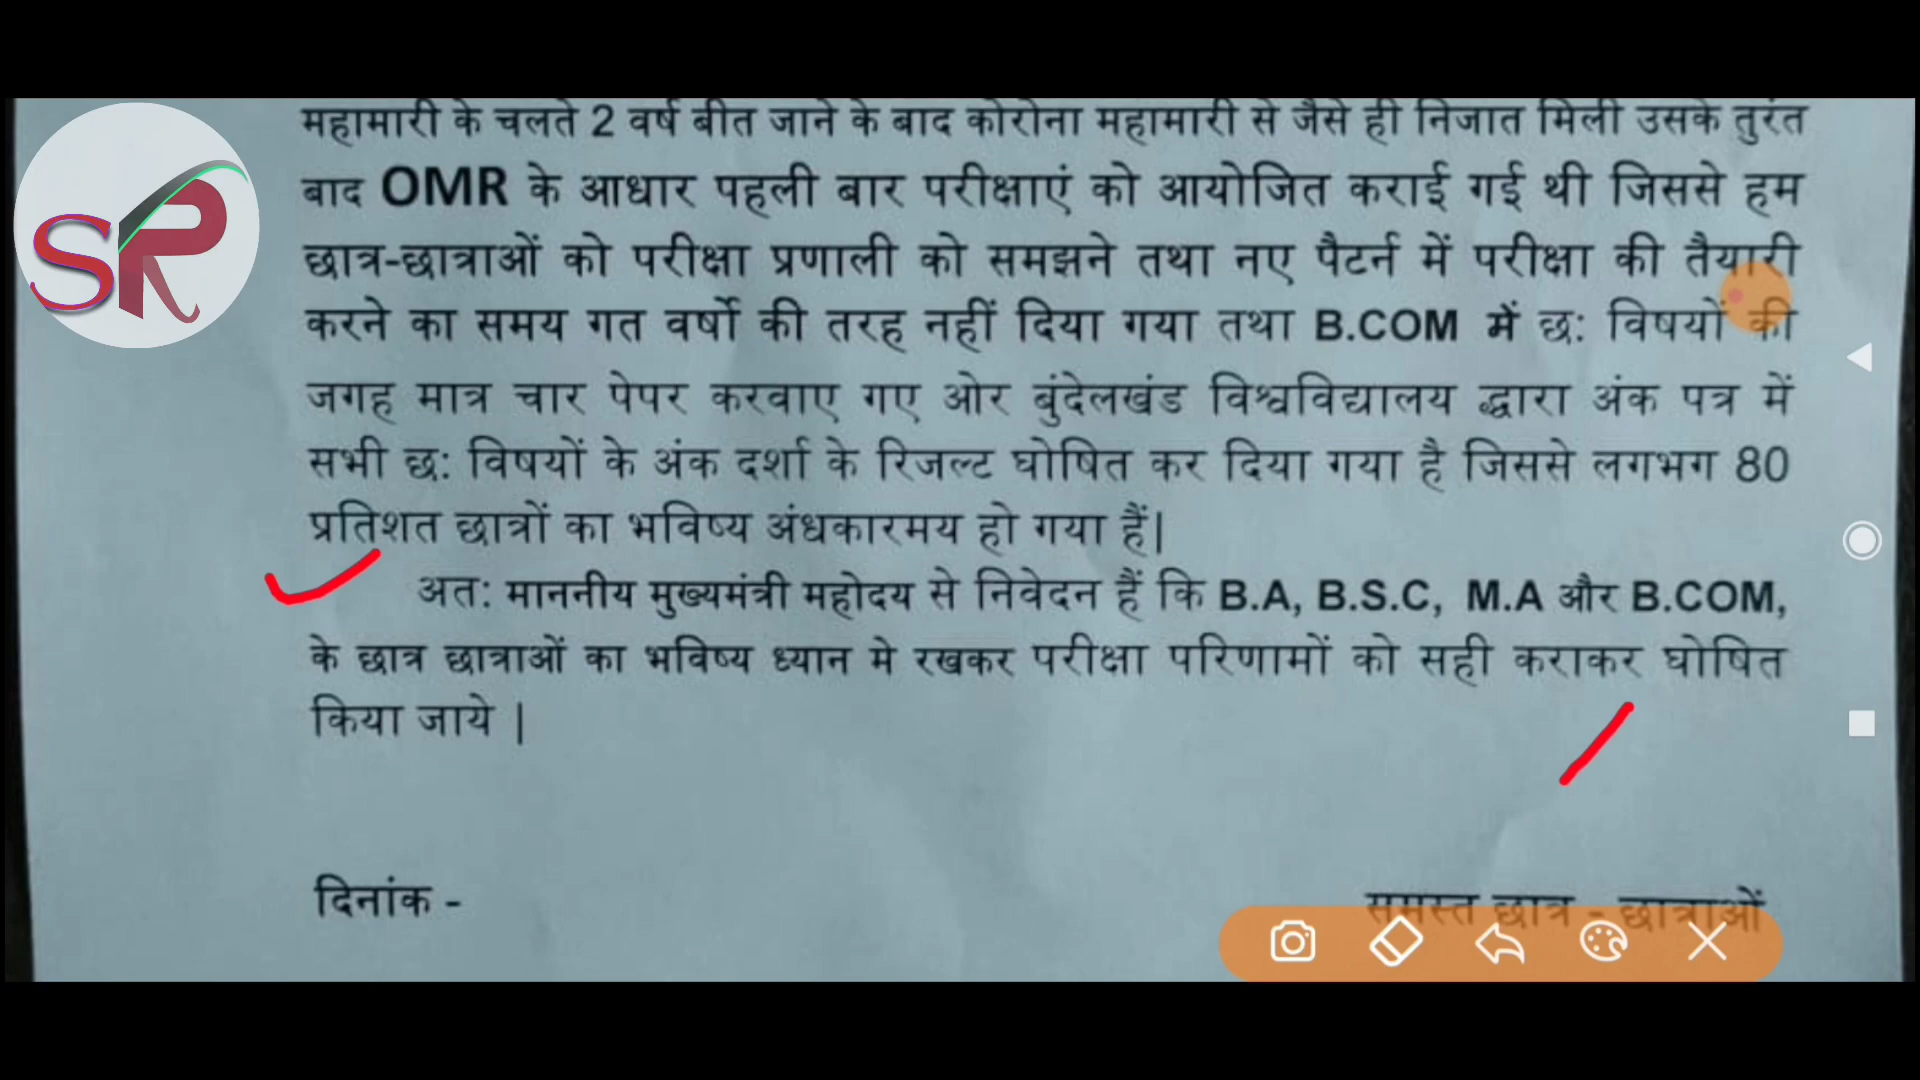 SR
महामारी के चलते 2 वर्ष बीत जाने के बाद कोरोना महामारी से जैसे ही निजात मिली उसके तुरंत
बाद OMR के आधार पहली बार परीक्षाएं को आयोजित कराई गई थी जिससे हम
छात्र-छात्राओं को परीक्षा प्रणाली को समझने तथा नए पैटर्न में परीक्षा की तैयारी
करने का समय गत वर्षो की तरह नहीं दिया गया तथा B.COM में छ: विषयों की
जगह मात्र चार पेपर करवाए गए ओर बुंदेलखंड विश्वविद्यालय द्धारा अंक पत्र में
सभी छ: विषयों के अंक दर्शा के रिजल्ट घोषित कर दिया गया है जिससे लगभग 80
प्रतिशत छात्रों का भविष्य अंधकारमय हो गया हैं|
अत: माननीय मुख्यमंत्री महोदय से निवेदन हैं कि B.A, B.S.C, M.A और B.COM,
के छात्र छात्राओं का भविष्य ध्यान मे रखकर परीक्षा परिणामों को सही कराकर घोषित
किया जाये |
दिनांक -
समस्त छात्र - छात्राओं